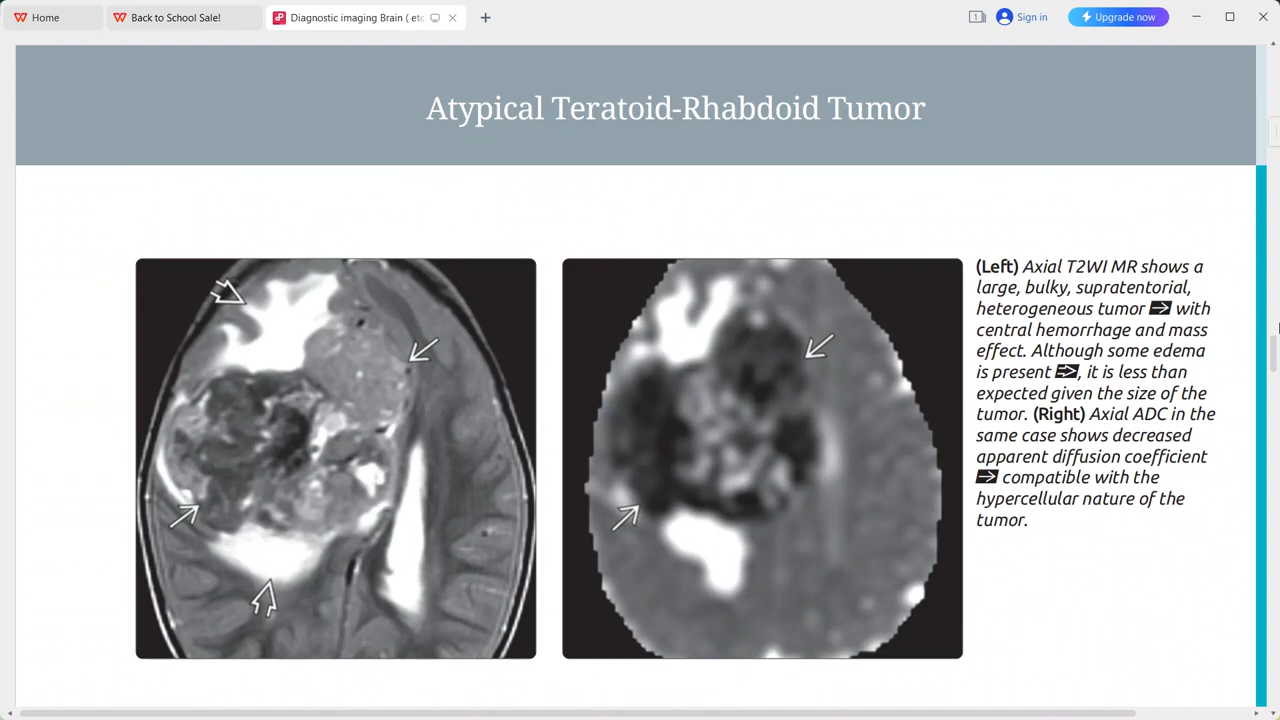 Home
Back to School Sale!
Diagnostic imaging Brain ( etc
1
Sign in
Upgrade now
Atypical Teratoid-Rhabdoid Tumor
(Left) Axial T2WI MR shows a
large, bulky, supratentorial,
heterogeneous tumor with
central hemorrhage and mass
effect. Although some edema
is present , it is less than
expected given the size of the
tumor. (Right) Axial ADC in the
same case shows decreased
apparent diffusion coefficient
compatible with the
hypercellular nature of the
tumor.